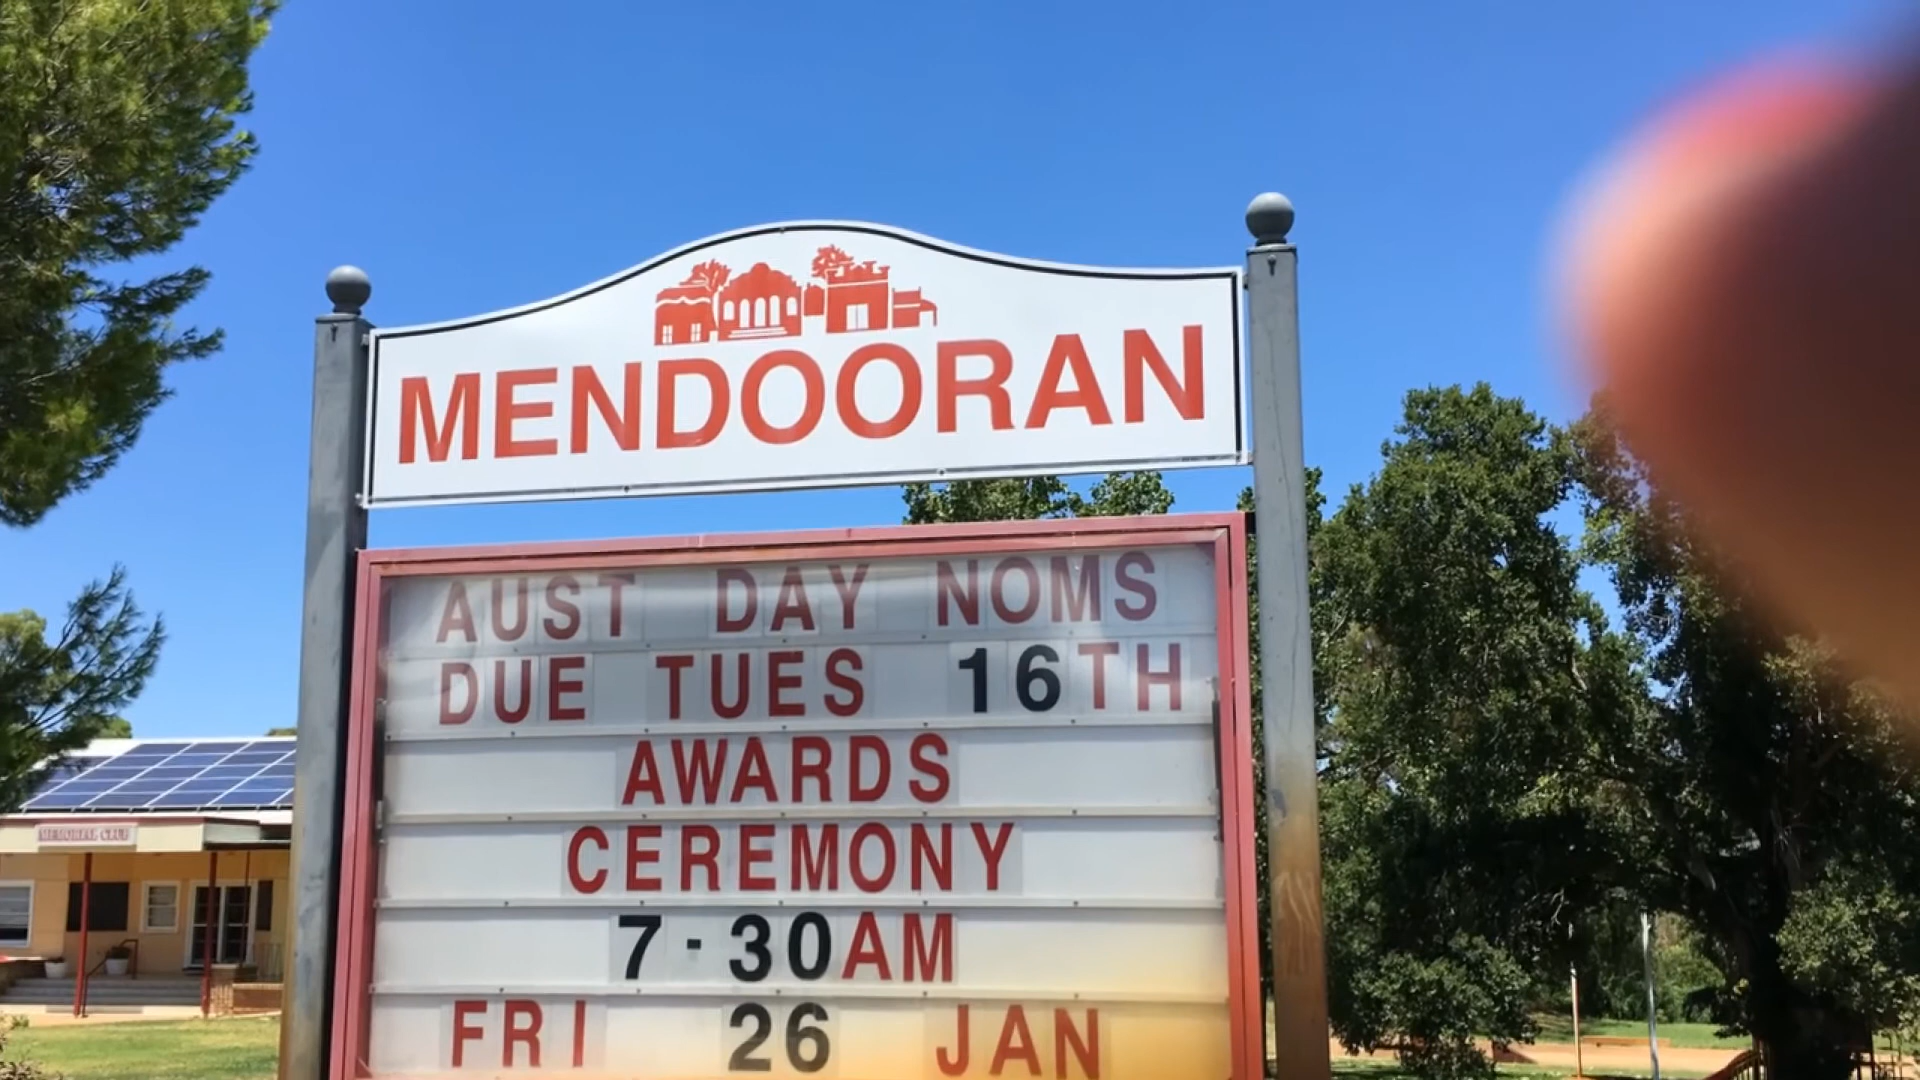 MENDOORAN
AUST DAY NOMS
DUE TUES 16TH
AWARDS
CEREMONY
7-30AM
FRI 26 JAN
MEMORIAL CLUB